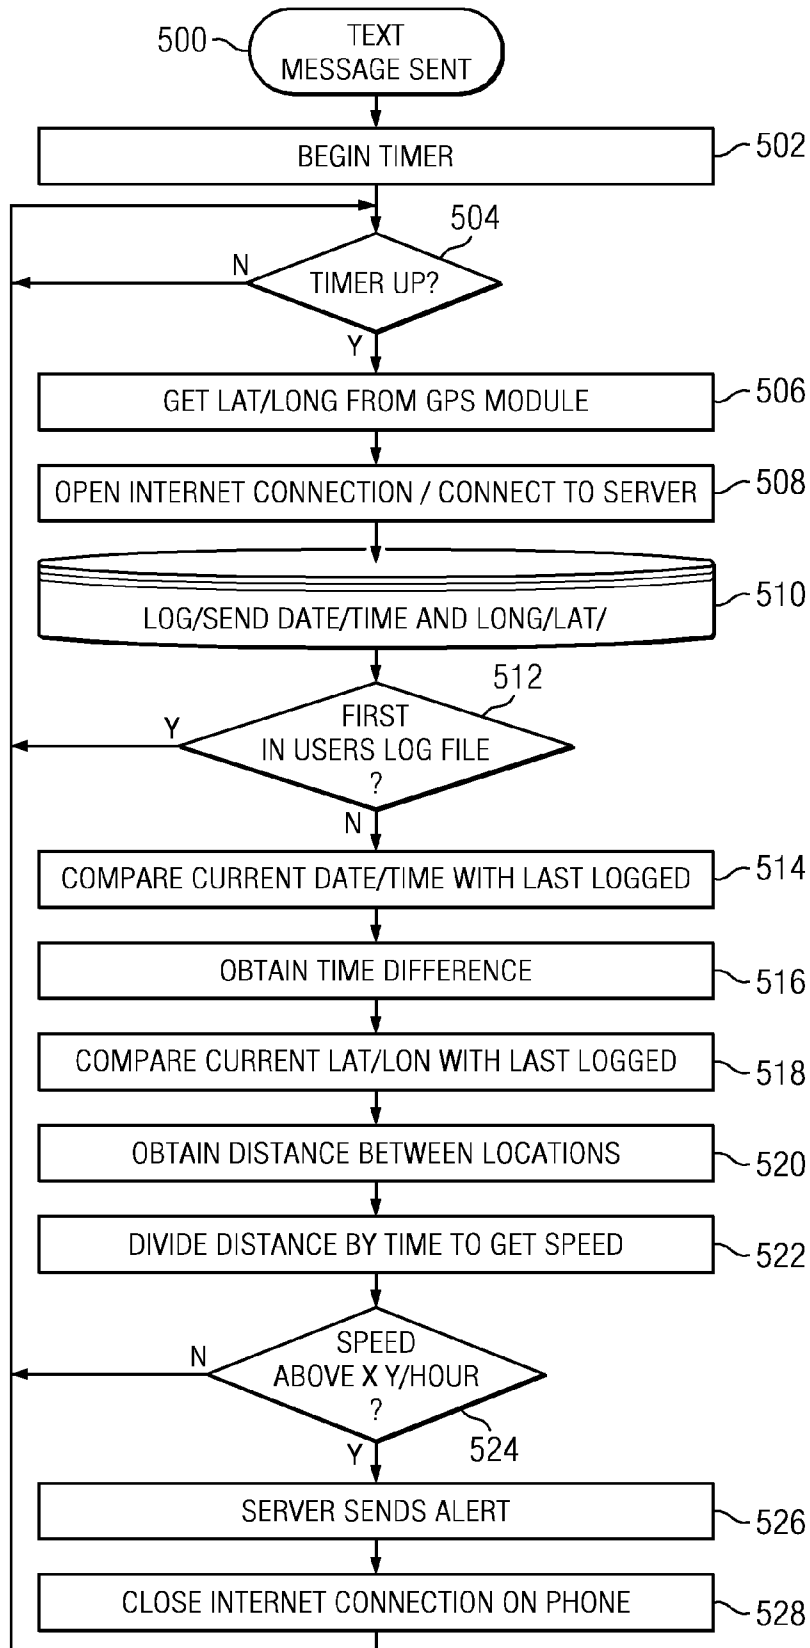 500
TEXT
MESSAGE SENT
BEGIN TIMER
502
504
N
TIMER UP?
Y
GET LAT/LONG FROM GPS MODULE
506
OPEN INTERNET CONNECTION / CONNECT TO SERVER
508
LOG/SEND DATE/TIME AND LONG/LAT/
510
512
Y
FIRST
IN USERS LOG FILE
?
N
COMPARE CURRENT DATE/TIME WITH LAST LOGGED
514
OBTAIN TIME DIFFERENCE
516
COMPARE CURRENT LAT/LON WITH LAST LOGGED
518
OBTAIN DISTANCE BETWEEN LOCATIONS
520
DIVIDE DISTANCE BY TIME TO GET SPEED
522
N
SPEED
ABOVE X Y/HOUR
?
524
Y
SERVER SENDS ALERT
526
CLOSE INTERNET CONNECTION ON PHONE
528